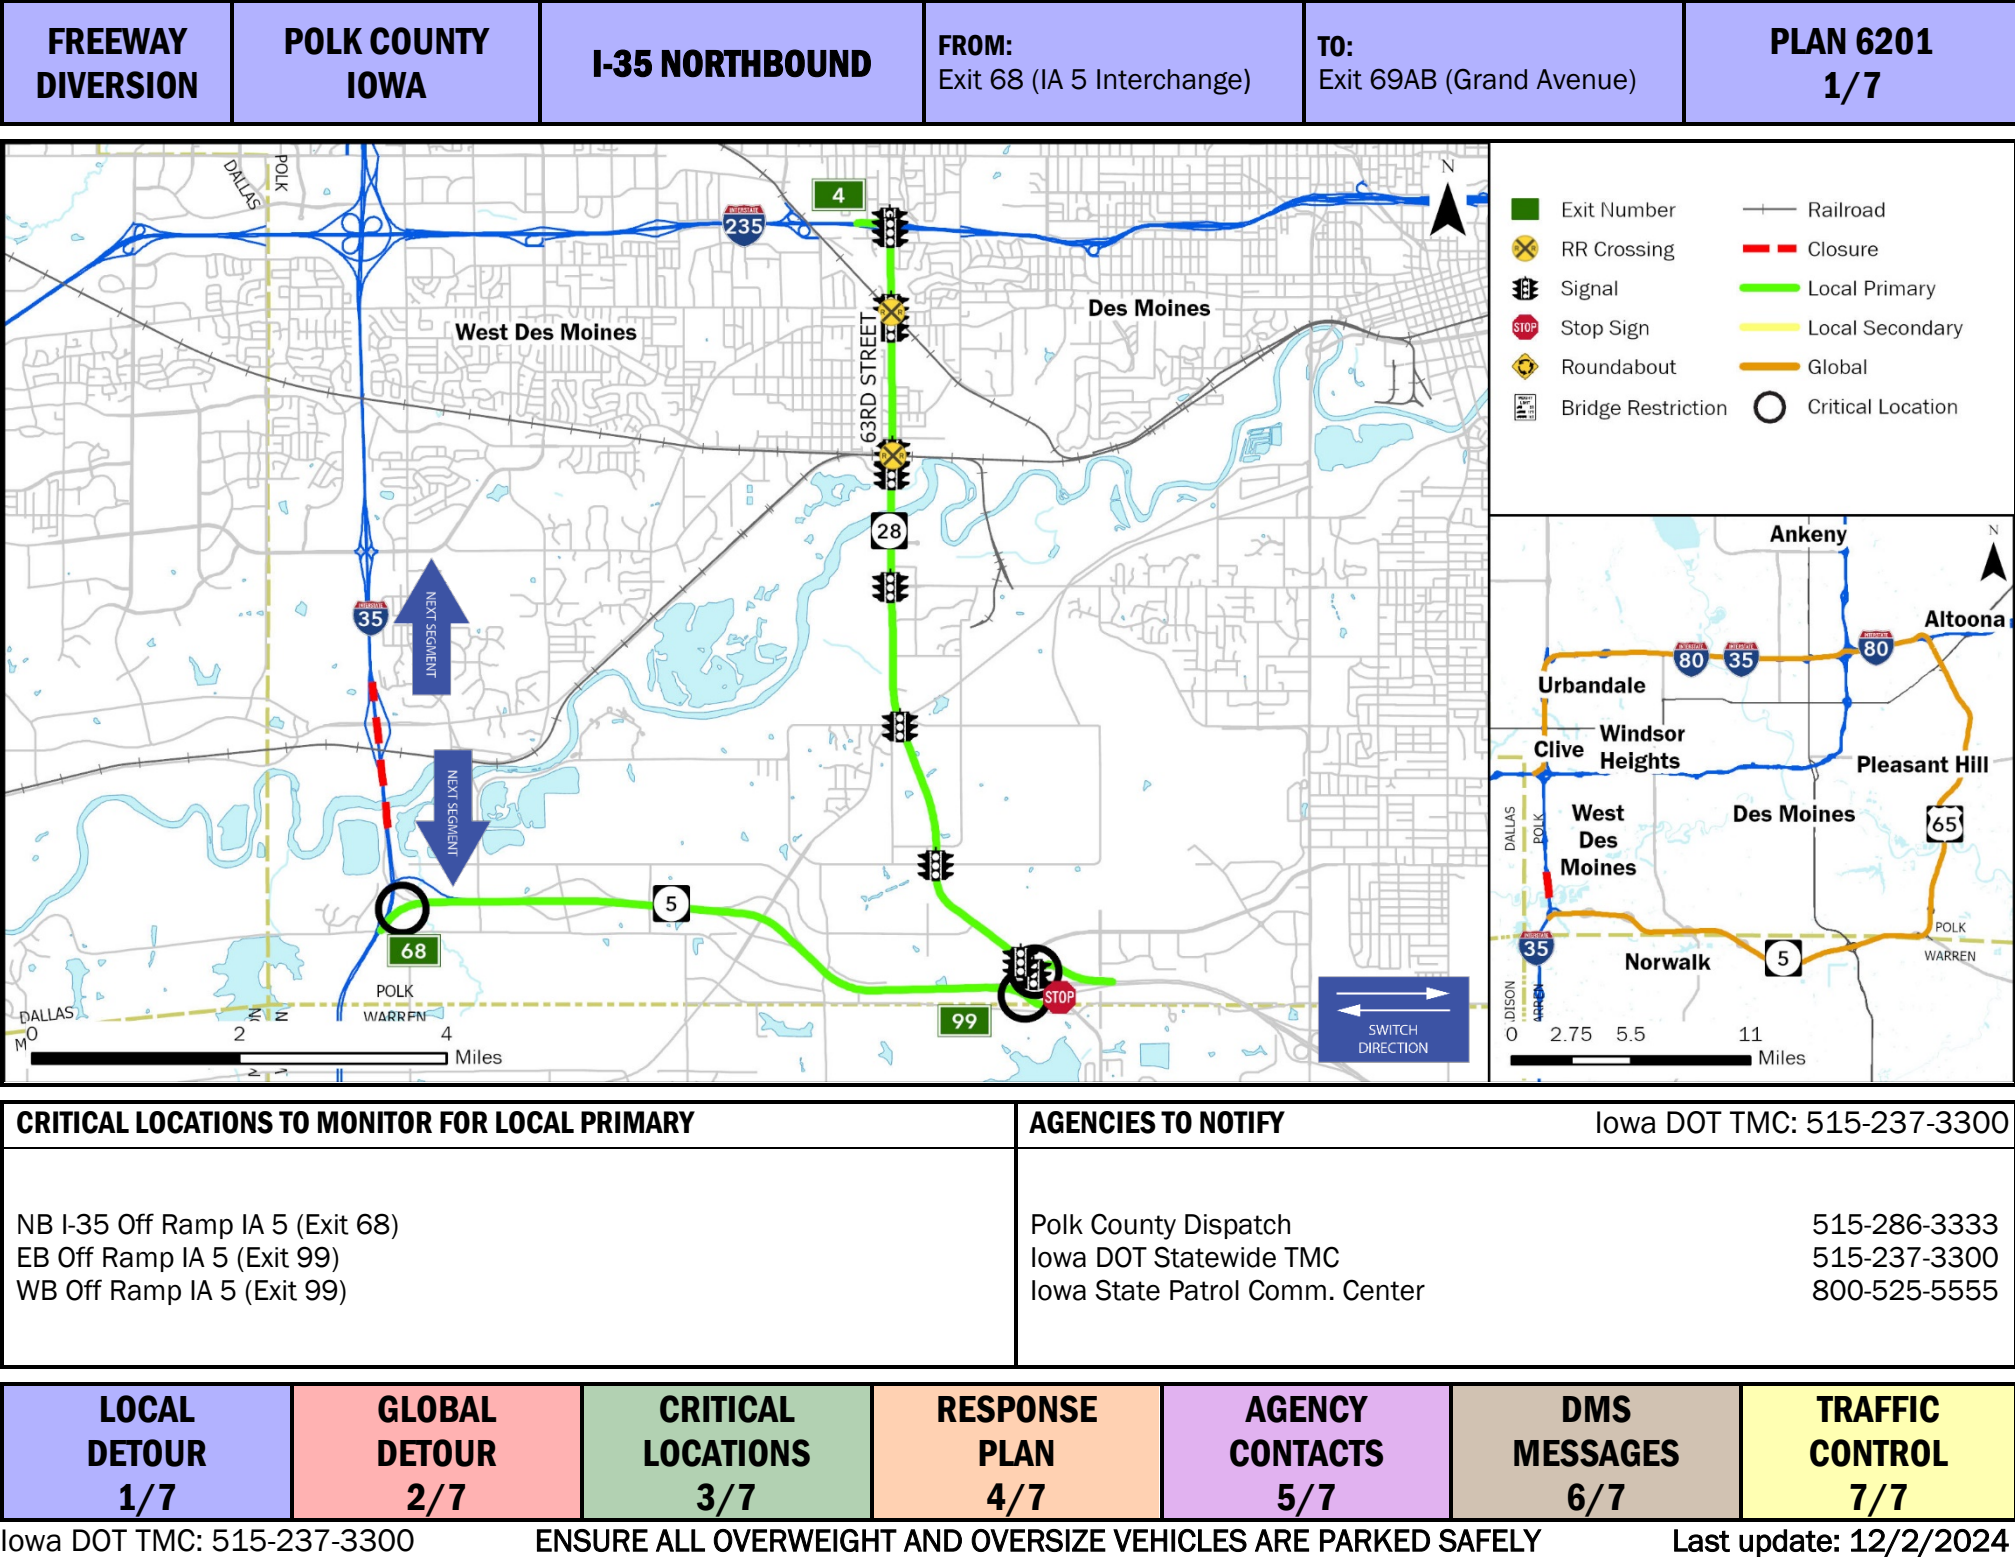 FREEWAY
DIVERSION
POLK COUNTY
IOWA
I-35 NORTHBOUND
FROM:
Exit 68 (IA 5 Interchange)
TO:
Exit 69AB (Grand Avenue)
PLAN 6201
1/7
DALLAS
POLK
4
N
INTERSTATE
235
West Des Moines
Des Moines
63RD STREET
28
INTERSTATE
35
NEXT SEGMENT
NEXT SEGMENT
5
68
99
STOP
POLK
WARREN
DALLAS
0
2
4
Miles
SWITCH
DIRECTION
Exit Number
RR Crossing
Signal
STOP
Stop Sign
Roundabout
Bridge Restriction
Railroad
Closure
Local Primary
Local Secondary
Global
Critical Location
Ankeny
N
Altoona
INTERSTATE
80
INTERSTATE
35
INTERSTATE
80
Urbandale
Windsor
Heights
Clive
Pleasant Hill
DALLAS
POLK
West
Des
Moines
Des Moines
65
INTERSTATE
35
Norwalk
5
POLK
WARREN
0
2.75
5.5
11
Miles
CRITICAL LOCATIONS TO MONITOR FOR LOCAL PRIMARY
NB I-35 Off Ramp IA 5 (Exit 68)
EB Off Ramp IA 5 (Exit 99)
WB Off Ramp IA 5 (Exit 99)
AGENCIES TO NOTIFY Iowa DOT TMC: 515-237-3300
Polk County Dispatch 515-286-3333
Iowa DOT Statewide TMC 515-237-3300
Iowa State Patrol Comm. Center 800-525-5555
LOCAL
DETOUR
1/7
GLOBAL
DETOUR
2/7
CRITICAL
LOCATIONS
3/7
RESPONSE
PLAN
4/7
AGENCY
CONTACTS
5/7
DMS
MESSAGES
6/7
TRAFFIC
CONTROL
7/7
Iowa DOT TMC: 515-237-3300 ENSURE ALL OVERWEIGHT AND OVERSIZE VEHICLES ARE PARKED SAFELY Last update: 12/2/2024